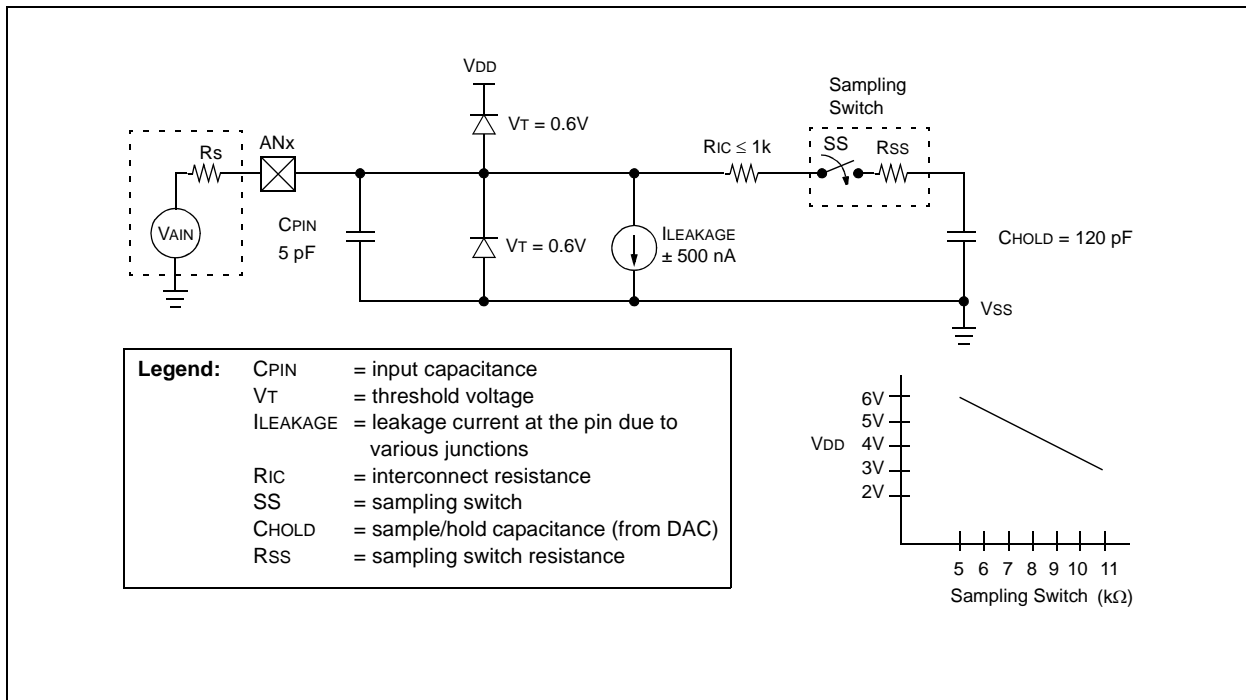 VDD
Sampling
Switch
VT = 0.6V
ANx
RIC ≤ 1k
SS
RSS
Rs
VAIN
CPIN
5 pF
VT = 0.6V
ILEAKAGE
± 500 nA
CHOLD = 120 pF
VSS
Legend: CPIN = input capacitance
VT = threshold voltage
ILEAKAGE = leakage current at the pin due to
various junctions
RIC = interconnect resistance
SS = sampling switch
CHOLD = sample/hold capacitance (from DAC)
RSS = sampling switch resistance
6V
5V
VDD 4V
3V
2V
5 6 7 8 9 10 11
Sampling Switch (kΩ)